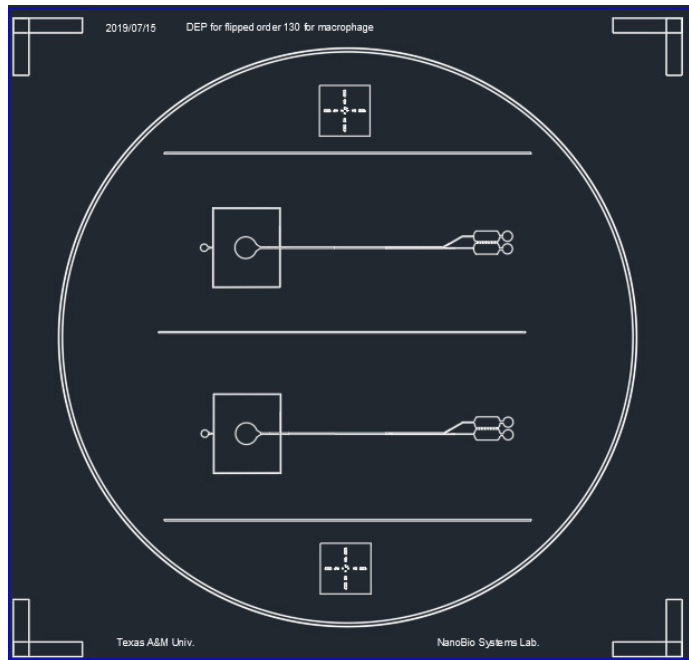 2019/07/15 DEP for flipped order 130 for macrophage
Texas A&M Univ. NanoBio Systems Lab.